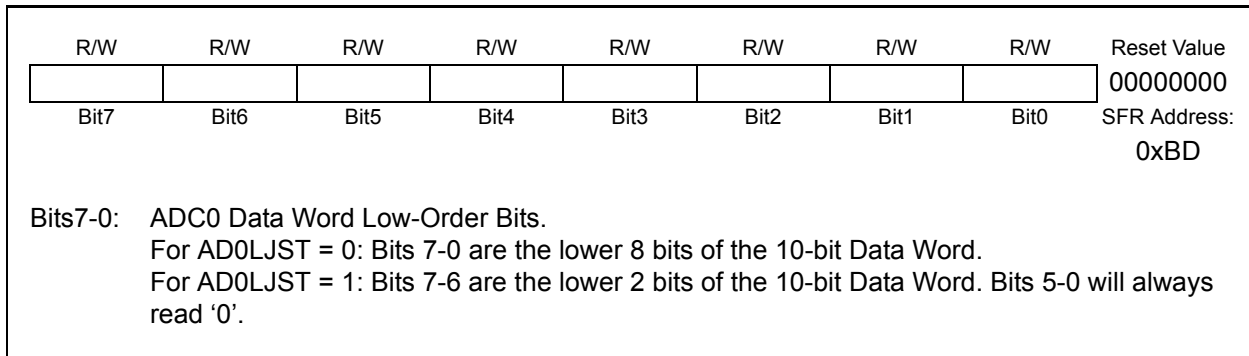 R/W R/W R/W R/W R/W R/W R/W R/W Reset Value
00000000
Bit7 Bit6 Bit5 Bit4 Bit3 Bit2 Bit1 Bit0 SFR Address:
0xBD
Bits7-0: ADC0 Data Word Low-Order Bits.
For AD0LJST = 0: Bits 7-0 are the lower 8 bits of the 10-bit Data Word.
For AD0LJST = 1: Bits 7-6 are the lower 2 bits of the 10-bit Data Word. Bits 5-0 will always
read ‘0’.